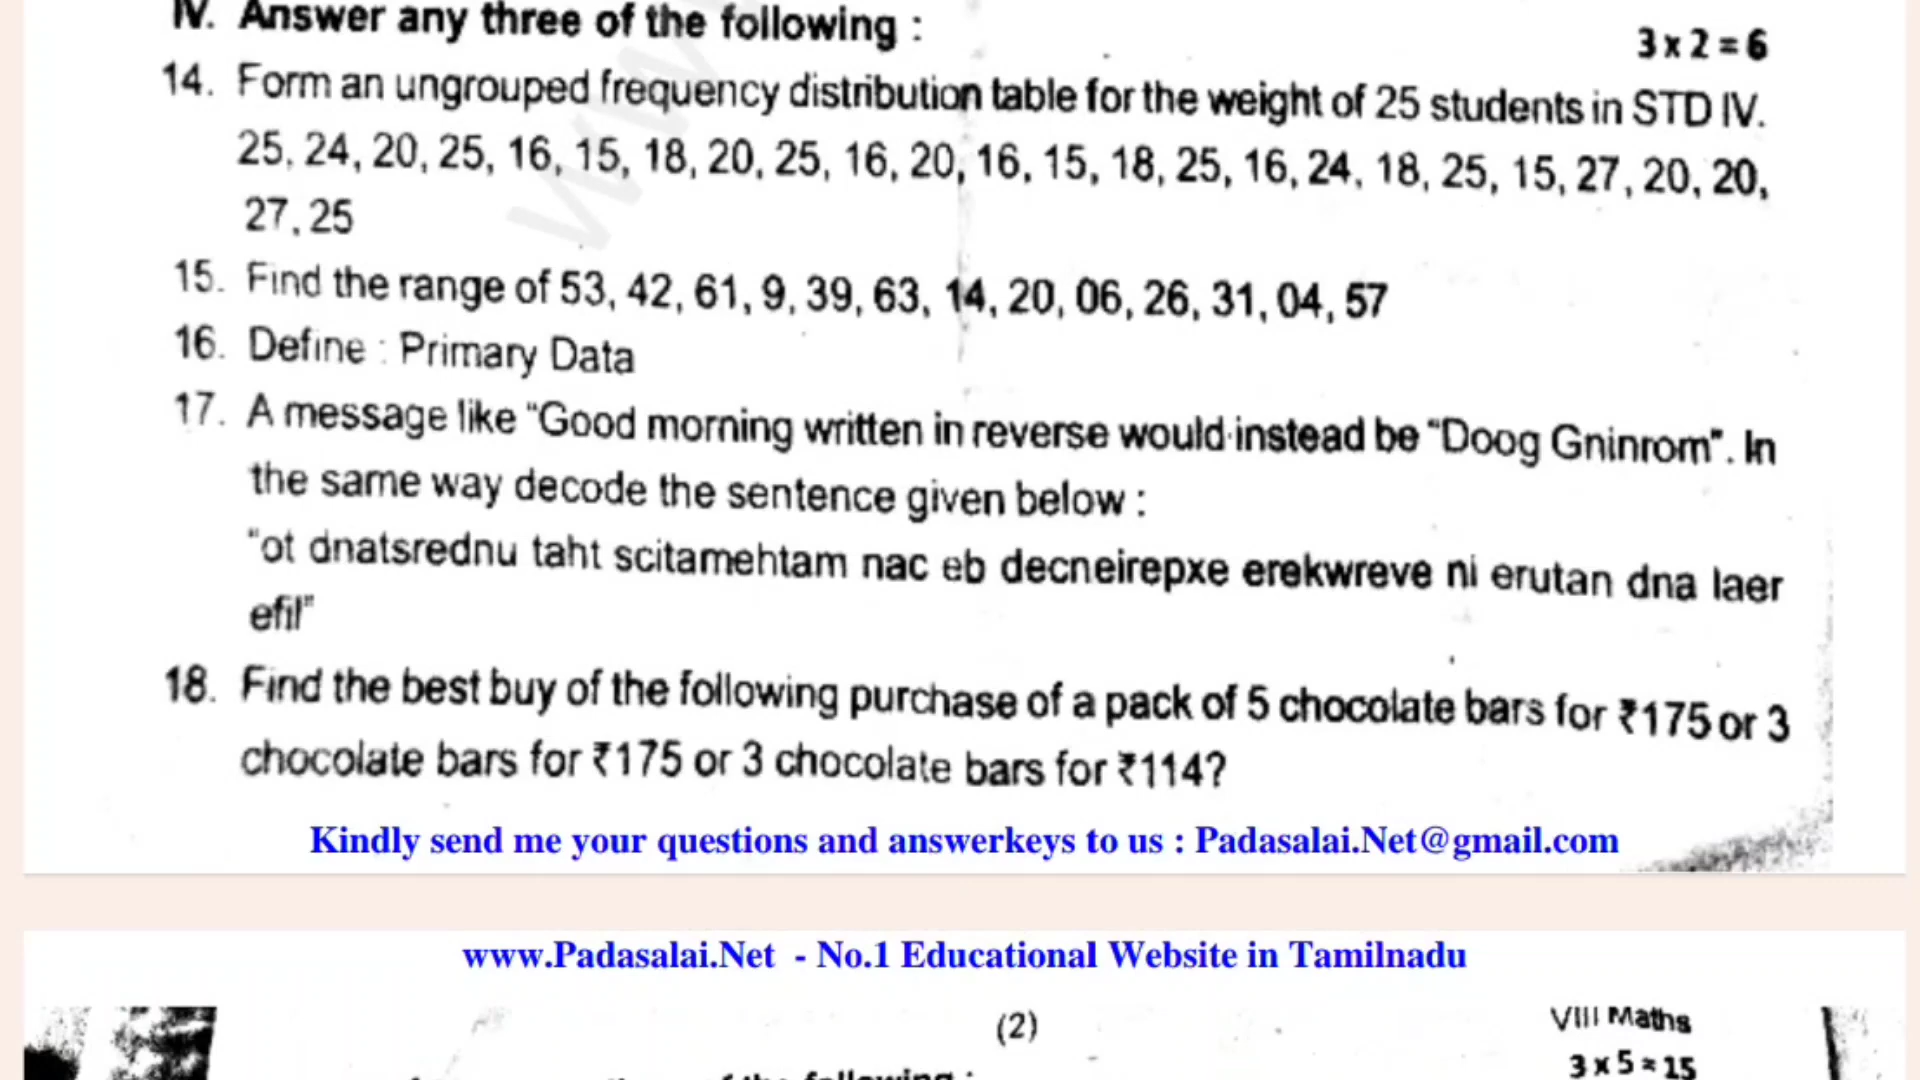 IV. Answer any three of the following :
3 x 2 = 6
14. Form an ungrouped frequency distribution table for the weight of 25 students in STD IV.
25, 24, 20, 25, 16, 15, 18, 20, 25, 16, 20, 16, 15, 18, 25, 16, 24, 18, 25, 15, 27, 20, 20,
27, 25
15. Find the range of 53, 42, 61, 9, 39, 63, 14, 20, 06, 26, 31, 04, 57
16. Define : Primary Data
17. A message like "Good morning written in reverse would instead be "Doog Gninrom". In
the same way decode the sentence given below :
"ot dnatsrednu taht scitamehtam nac eb decneirepxe erekwreve ni erutan dna laer
efil"
18. Find the best buy of the following purchase of a pack of 5 chocolate bars for ₹175 or 3
chocolate bars for ₹175 or 3 chocolate bars for ₹114?
Kindly send me your questions and answerkeys to us : Padasalai.Net@gmail.com
www.Padasalai.Net - No.1 Educational Website in Tamilnadu
(2)
VIII Maths
3 x 5 = 15
of the following :